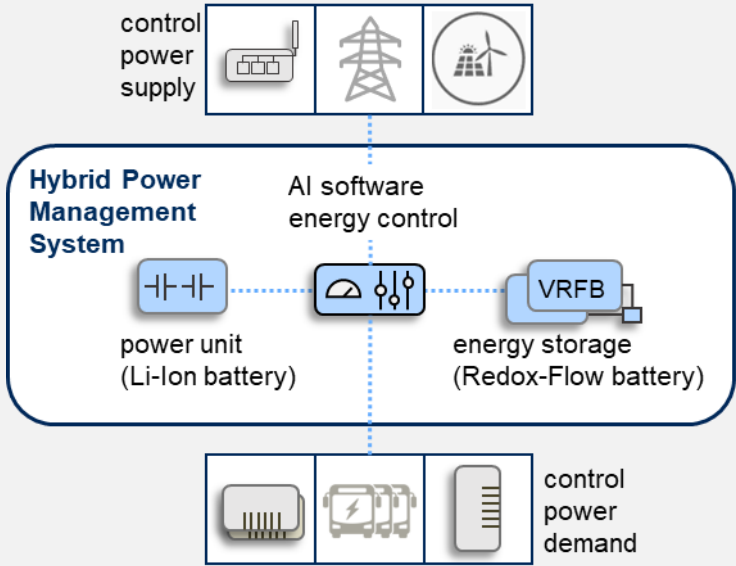 control
power
supply
Hybrid Power
Management
System
AI software
energy control
VRFB
power unit
(Li-Ion battery)
energy storage
(Redox-Flow battery)
control
power
demand